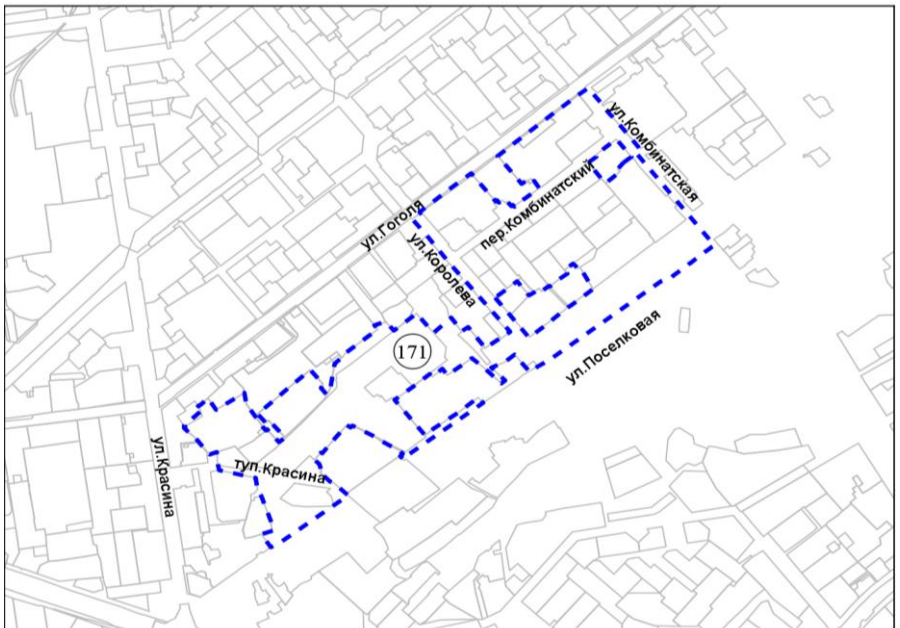 ул.Комбинатская
пер.Комбинатский
ул.Гоголя
ул.Королева
171
ул.Поселковая
ул.Красина
туп.Красина